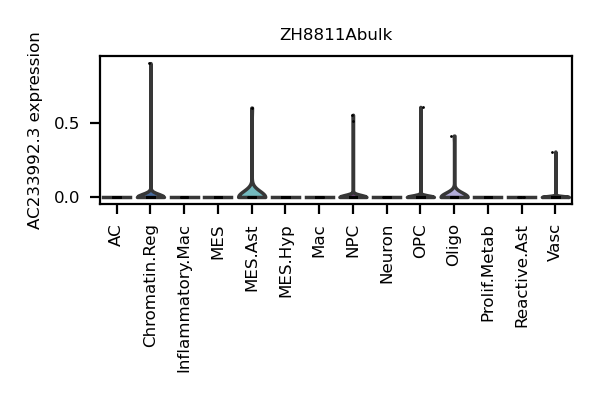 ZH8811Abulk
AC233992.3 expression
0.5
0.0
AC
Chromatin.Reg
Inflammatory.Mac
MES
MES.Ast
MES.Hyp
Mac
NPC
Neuron
OPC
Oligo
Prolif.Metab
Reactive.Ast
Vasc